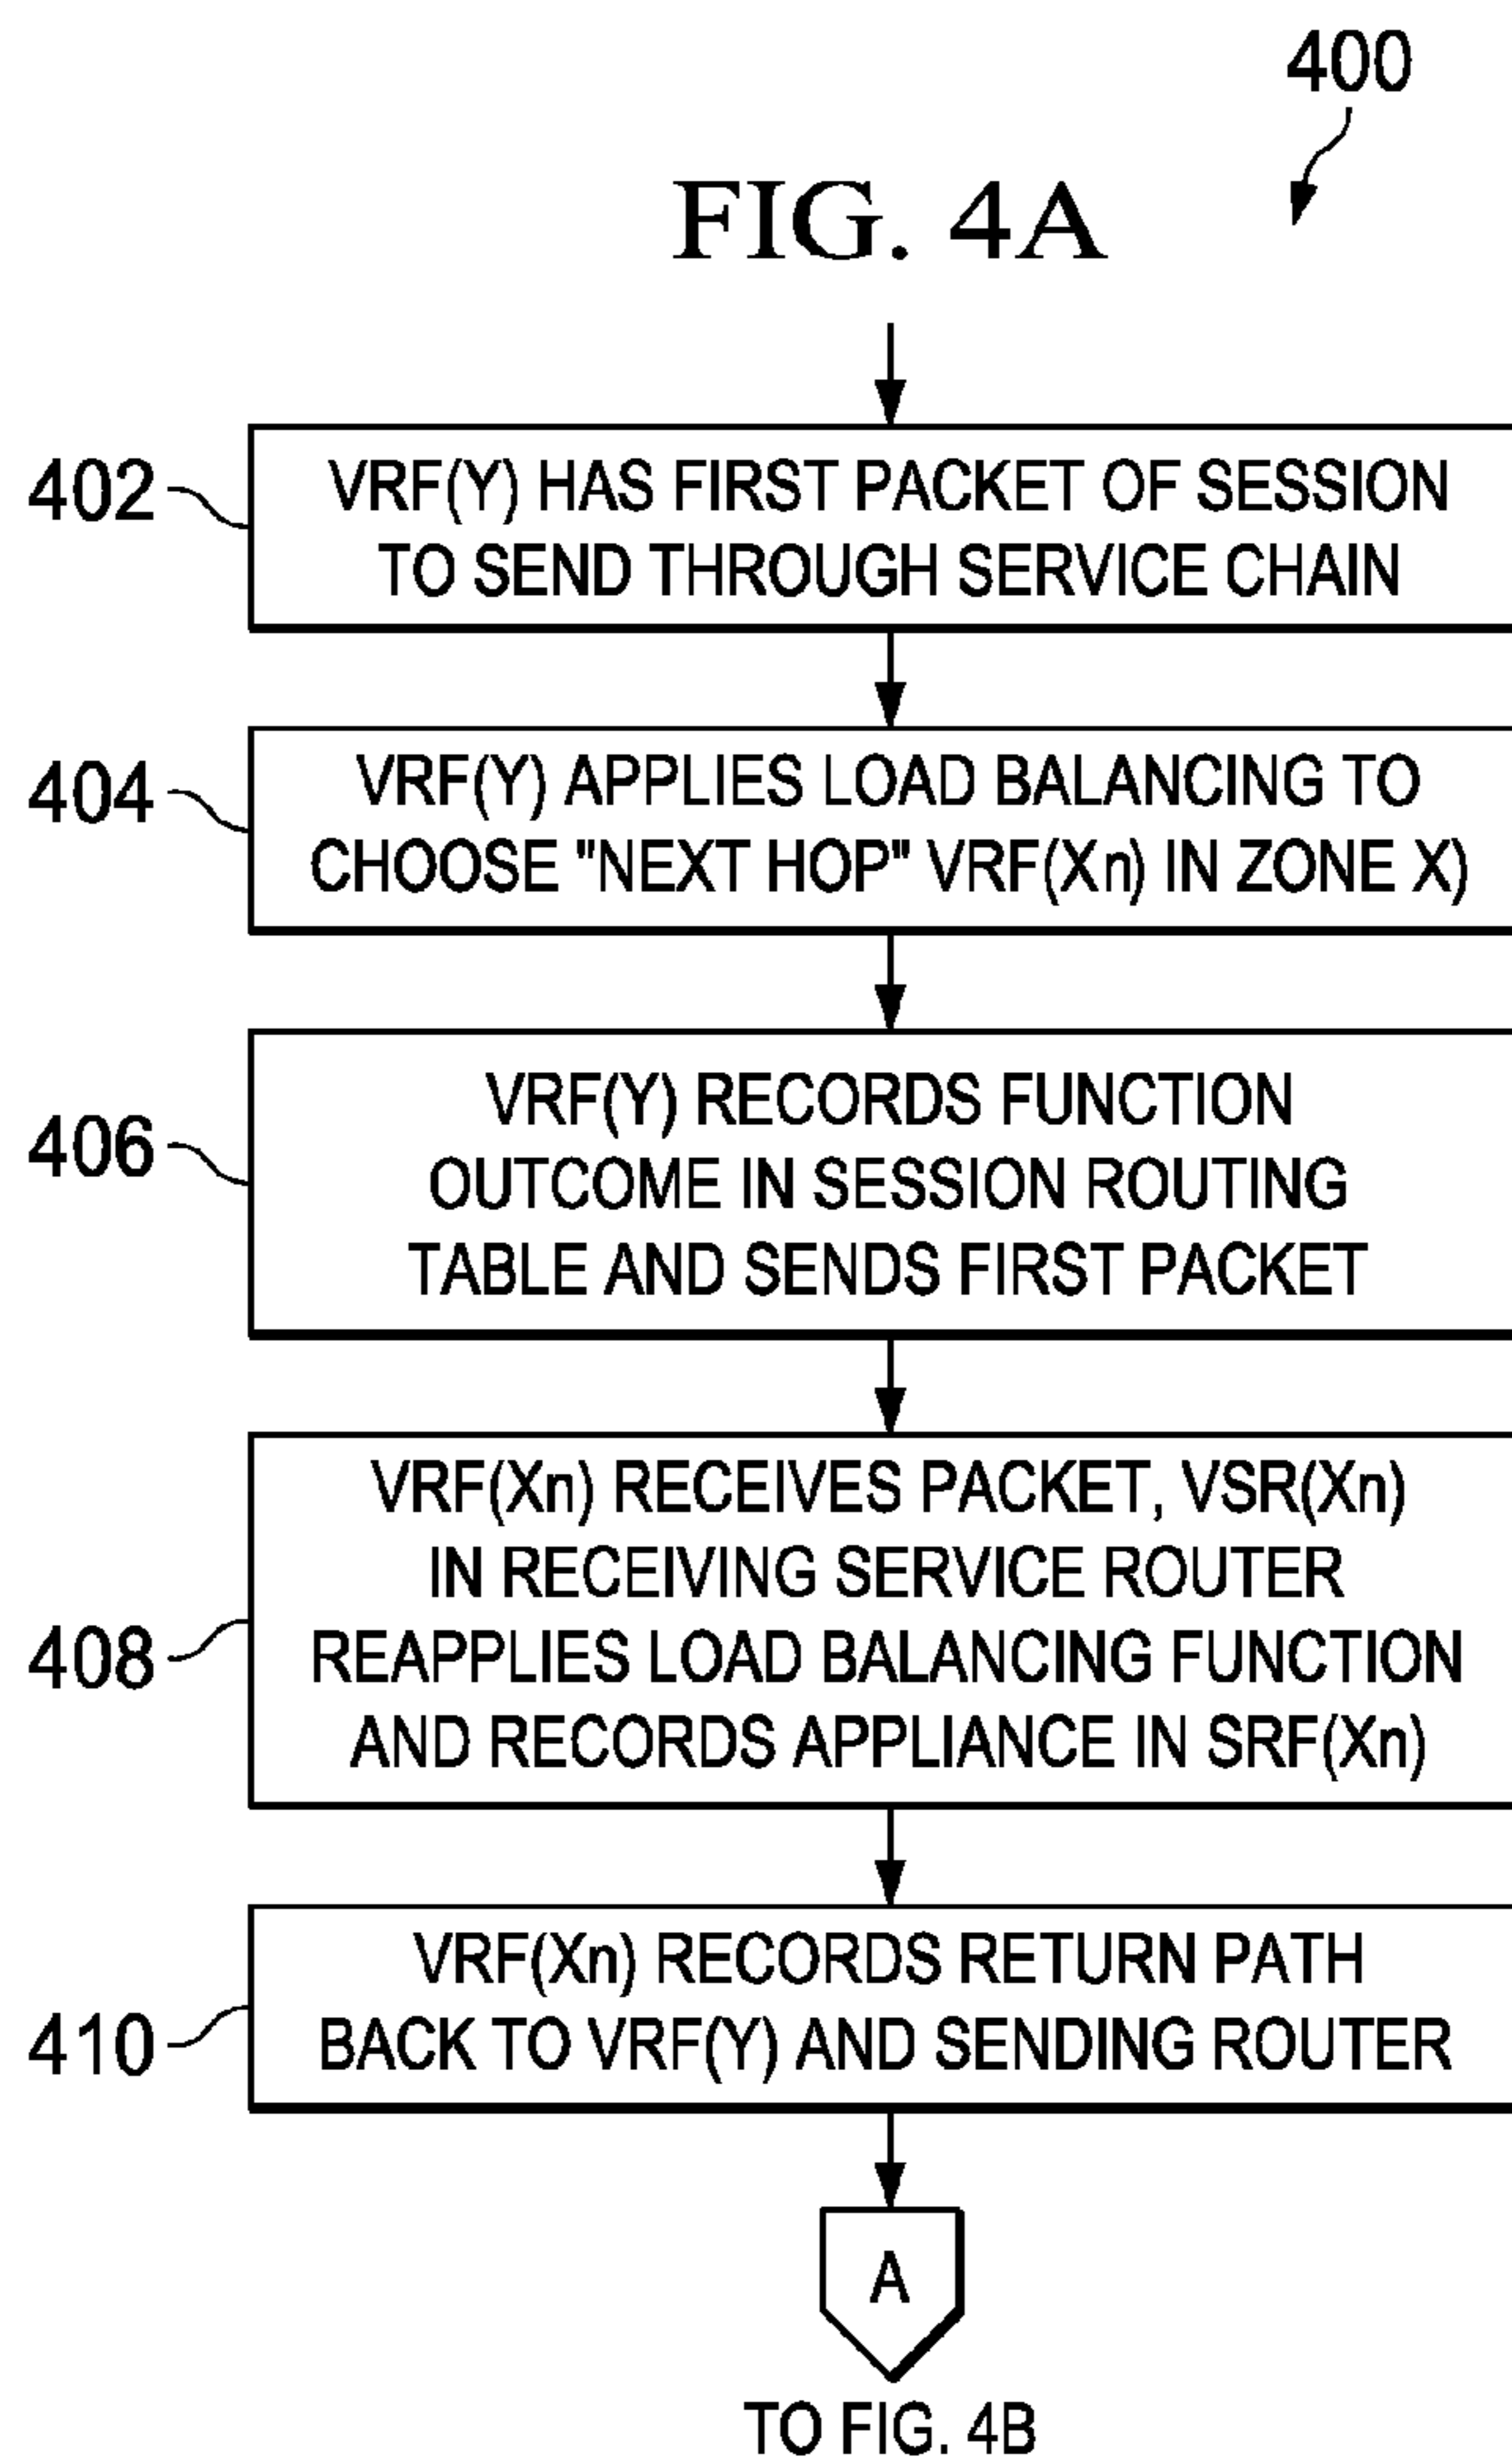 400
FIG. 4A
402
VRF(Y) HAS FIRST PACKET OF SESSION
TO SEND THROUGH SERVICE CHAIN
404
VRF(Y) APPLIES LOAD BALANCING TO
CHOOSE "NEXT HOP" VRF(Xn) IN ZONE X)
406
VRF(Y) RECORDS FUNCTION
OUTCOME IN SESSION ROUTING
TABLE AND SENDS FIRST PACKET
408
VRF(Xn) RECEIVES PACKET, VSR(Xn)
IN RECEIVING SERVICE ROUTER
REAPPLIES LOAD BALANCING FUNCTION
AND RECORDS APPLIANCE IN SRF(Xn)
410
VRF(Xn) RECORDS RETURN PATH
BACK TO VRF(Y) AND SENDING ROUTER
A
TO FIG. 4B